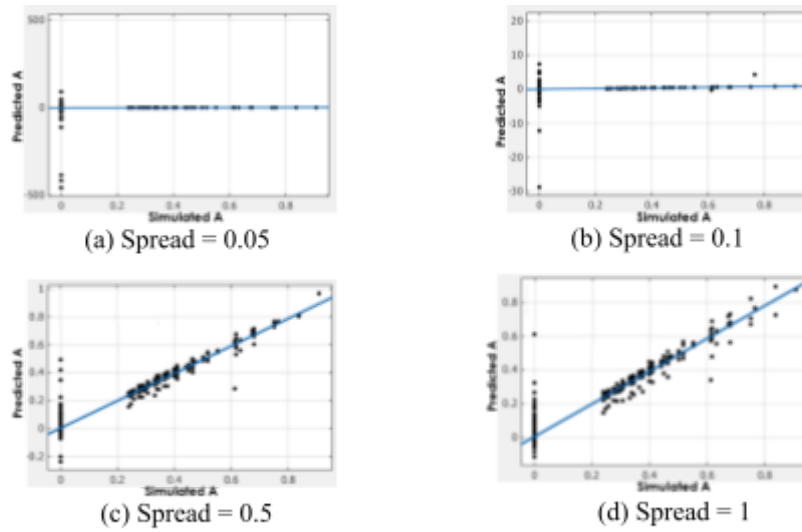 500
0
-500
Predicted A
0 0.2 0.4 0.6 0.8
Simulated A
(a) Spread = 0.05
20
10
0
-10
-20
-30
Predicted A
0 0.2 0.4 0.6 0.8
Simulated A
(b) Spread = 0.1
1
0.8
0.6
0.4
0.2
0
-0.2
Predicted A
0 0.2 0.4 0.6 0.8
Simulated A
(c) Spread = 0.5
0.8
0.6
0.4
0.2
0
Predicted A
0 0.2 0.4 0.6 0.8
Simulated A
(d) Spread = 1